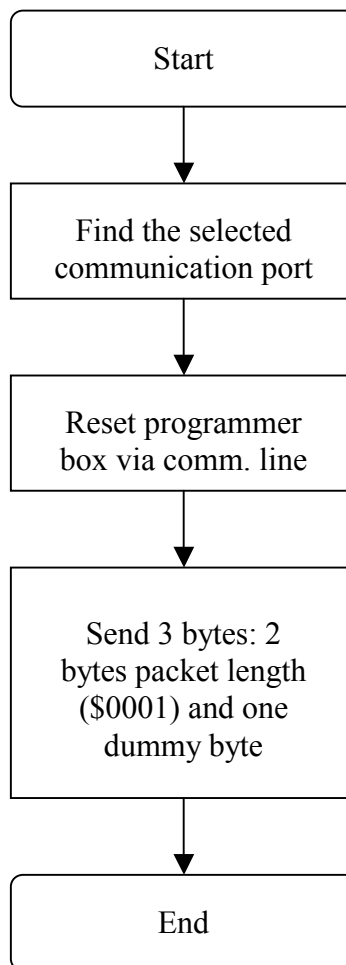 Start
Find the selected
communication port
Reset programmer
box via comm. line
Send 3 bytes: 2
bytes packet length
($0001) and one
dummy byte
End